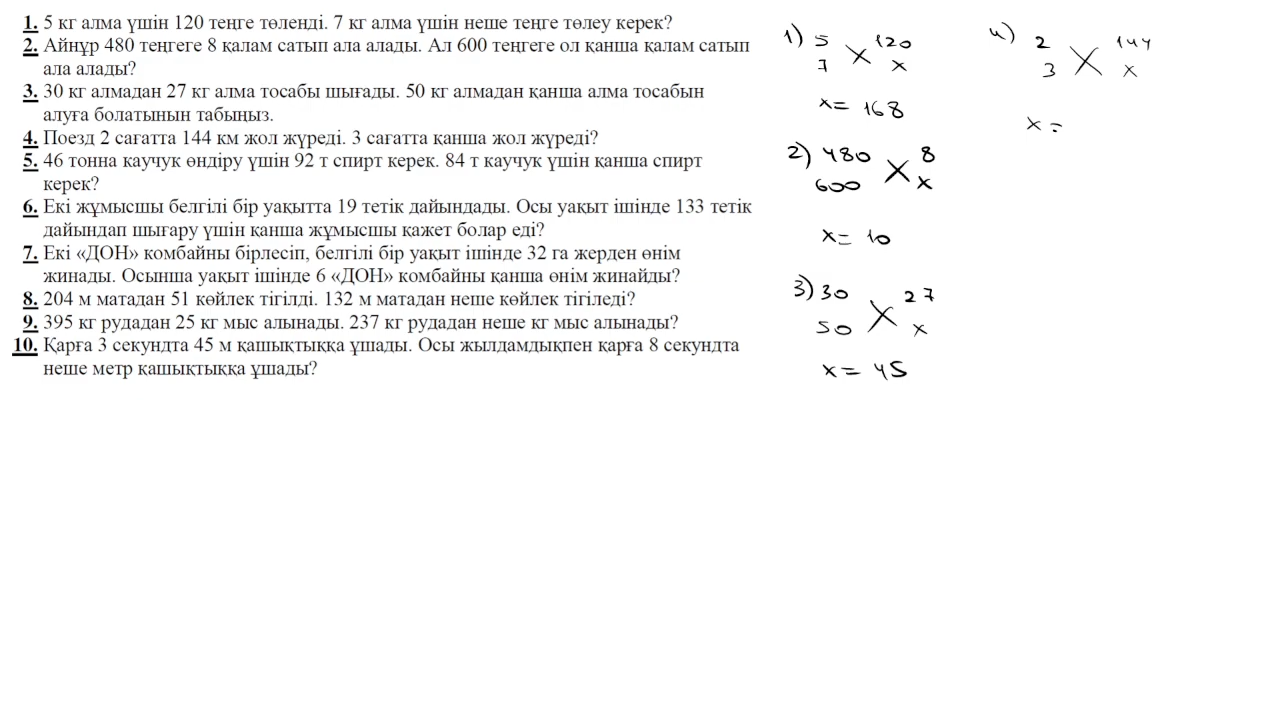 1. 5 кг алма үшін 120 теңге төленді. 7 кг алма үшін неше теңге төлеу керек?
2. Айнұр 480 теңгеге 8 қалам сатып ала алады. Ал 600 теңгеге ол қанша қалам сатып
ала алады?
3. 30 кг алмадан 27 кг алма тосабы шығады. 50 кг алмадан қанша алма тосабын
алуға болатынын табыңыз.
4. Поезд 2 сағатта 144 км жол жүреді. 3 сағатта қанша жол жүреді?
5. 46 тонна каучук өндіру үшін 92 т спирт керек. 84 т каучук үшін қанша спирт
керек?
6. Екі жұмысшы белгілі бір уақытта 19 тетік дайындады. Осы уақыт ішінде 133 тетік
дайындап шығару үшін қанша жұмысшы қажет болар еді?
7. Екі «ДОН» комбайны бірлесіп, белгілі бір уақыт ішінде 32 га жерден өнім
жинады. Осынша уақыт ішінде 6 «ДОН» комбайны қанша өнім жинайды?
8. 204 м матадан 51 көйлек тігілді. 132 м матадан неше көйлек тігіледі?
9. 395 кг рудадан 25 кг мыс алынады. 237 кг рудадан неше кг мыс алынады?
10. Қарға 3 секундта 45 м қашықтыққа ұшады. Осы жылдамдықпен қарға 8 секундта
неше метр қашықтыққа ұшады?
1) 5 120
7 x
x = 168
2) 480 8
600 x
x = 10
3) 30 27
50 x
x = 45
4) 2 144
3 x
x =